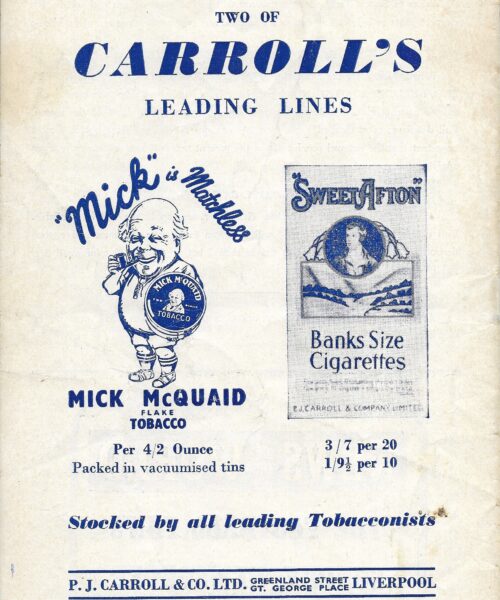 TWO OF
CARROLL'S
LEADING LINES
"Mick" is Matchless
MICK McQUAID
TOBACCO
MICK McQUAID
FLAKE
TOBACCO
Per 4/2 Ounce
Packed in vacuumised tins
"SWEET AFTON"
Banks Size
Cigarettes
P.J. CARROLL & COMPANY LIMITED
3/7 per 20
1/9½ per 10
Stocked by all leading Tobacconists
P. J. CARROLL & CO. LTD. GREENLAND STREET GT. GEORGE PLACE LIVERPOOL